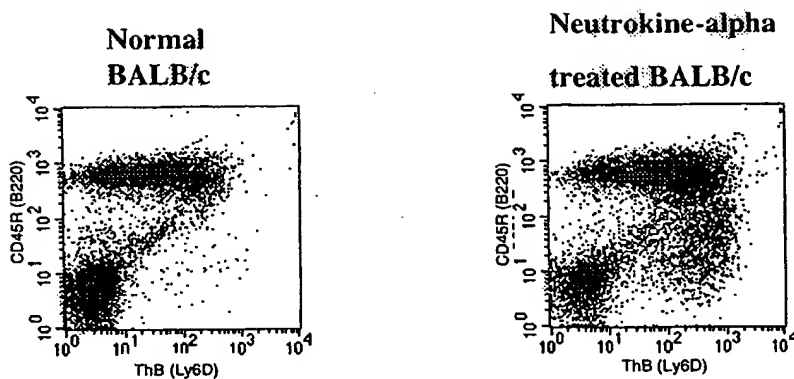 Normal
BALB/c
10^4
10^3
10^2
10^1
10^0
CD45R (B220)
10^0 10^1 10^2 10^3 10^4
ThB (Ly6D)
Neutrokine-alpha
treated BALB/c
10^4
10^3
10^2
10^1
10^0
CD45R (B220)
10^0 10^1 10^2 10^3 10^4
ThB (Ly6D)